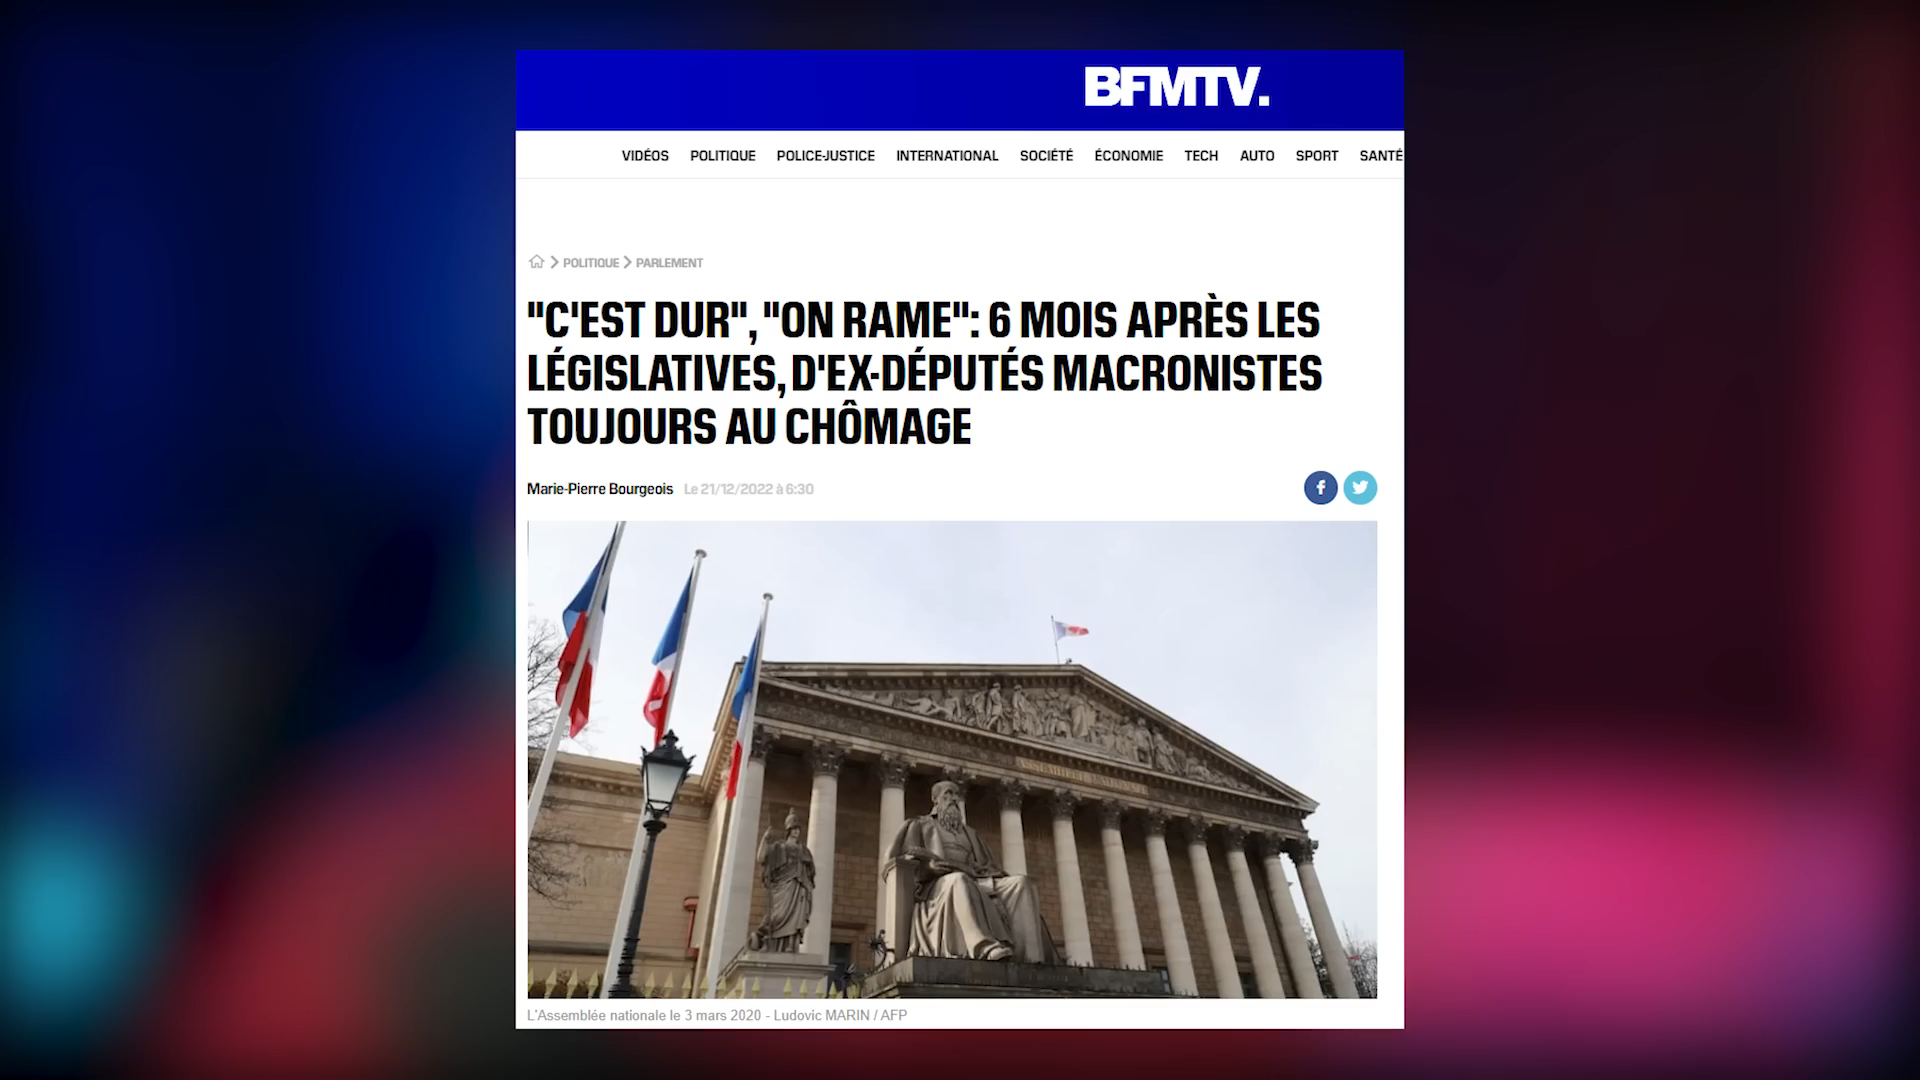 BFMTV.
VIDÉOS POLITIQUE POLICE-JUSTICE INTERNATIONAL SOCIÉTÉ ÉCONOMIE TECH AUTO SPORT SANTÉ
POLITIQUE PARLEMENT
"C'EST DUR", "ON RAME": 6 MOIS APRÈS LES
LÉGISLATIVES, D'EX-DÉPUTÉS MACRONISTES
TOUJOURS AU CHÔMAGE
Marie-Pierre Bourgeois Le 21/12/2022 à 6:30
ASSEMBLEE NATIONALE
L'Assemblée nationale le 3 mars 2020 - Ludovic MARIN / AFP